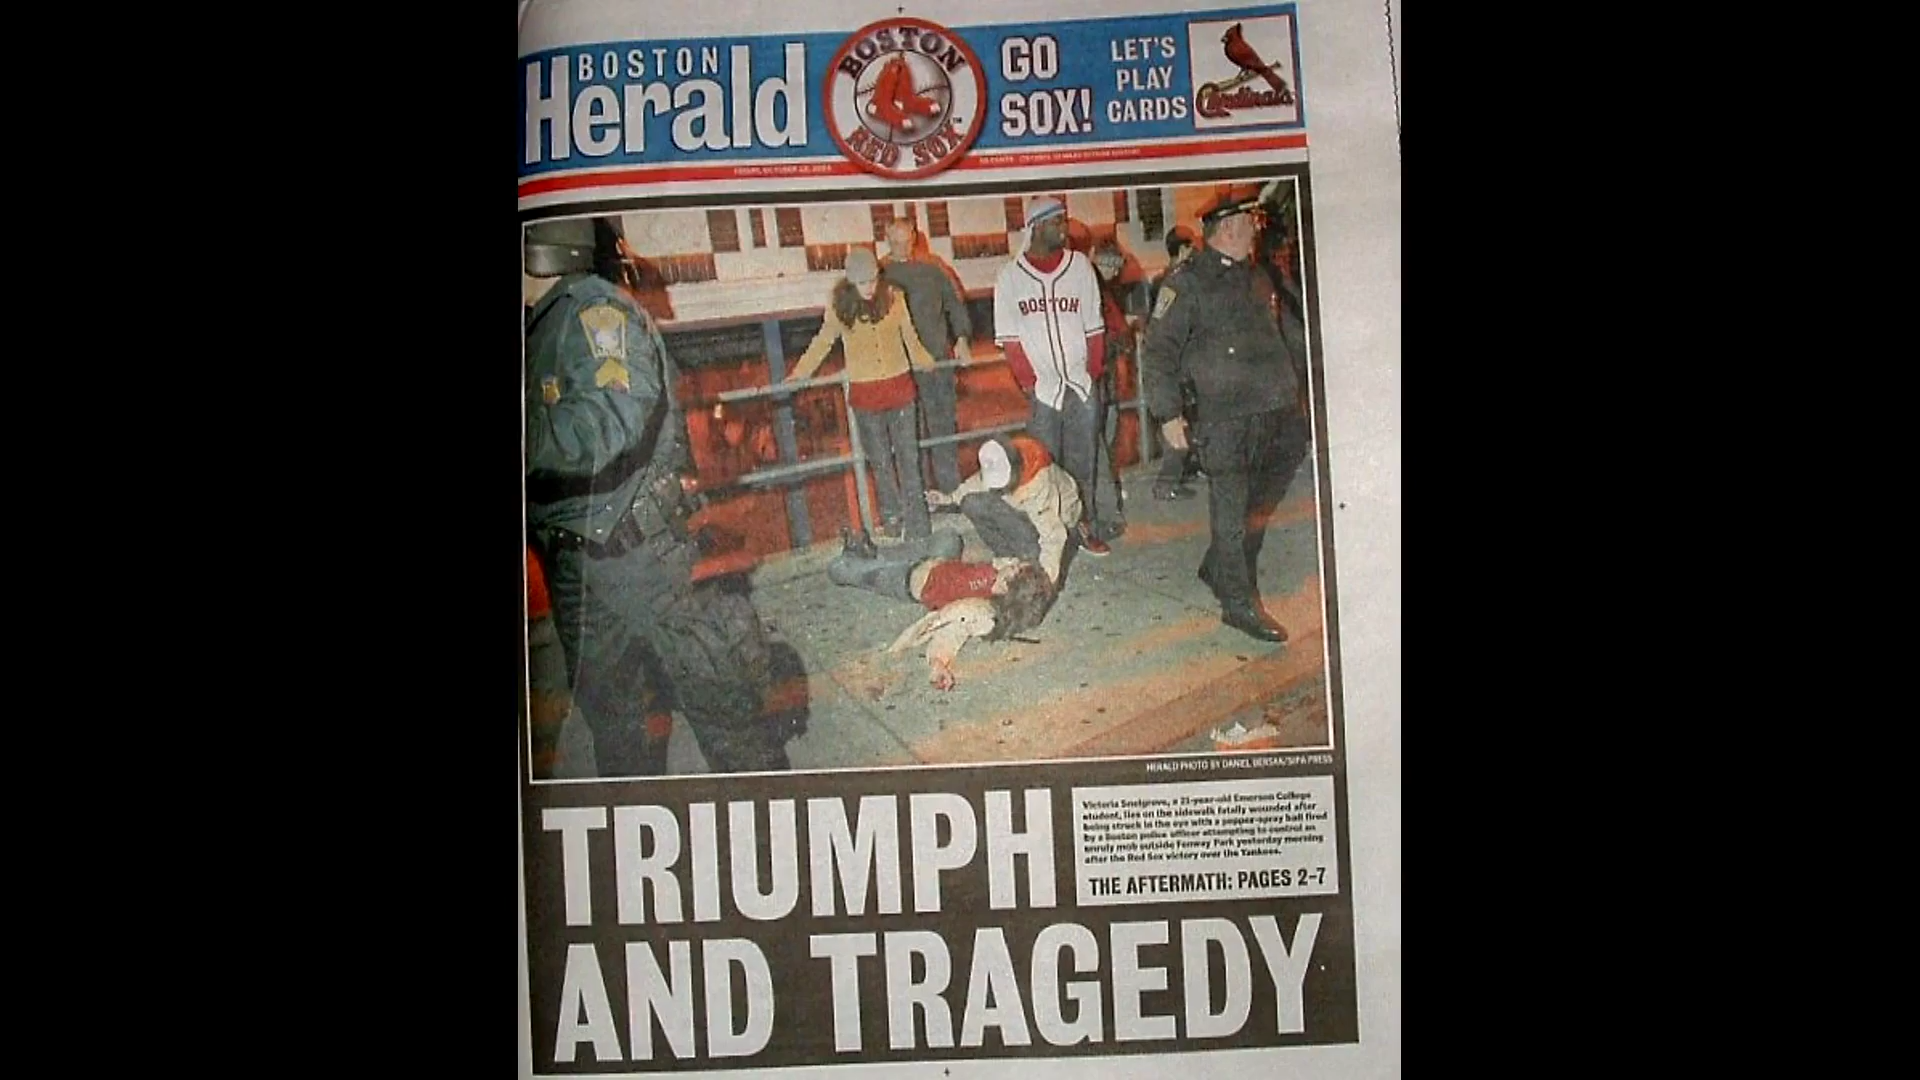 BOSTON
Herald
BOSTON
RED SOX
GO
SOX!
LET'S
PLAY
CARDS
Cardinals
BOSTON
HERALD PHOTO BY DANIEL BERSAK/SIPA PRESS
TRIUMPH
AND TRAGEDY
Victoria Snelgrove, a 21-year-old Emerson College
student, lies on the sidewalk fatally wounded after
being struck in the eye with a pepper-spray ball fired
by a Boston police officer attempting to control an
unruly mob outside Fenway Park yesterday morning
after the Red Sox victory over the Yankees.
THE AFTERMATH: PAGES 2-7